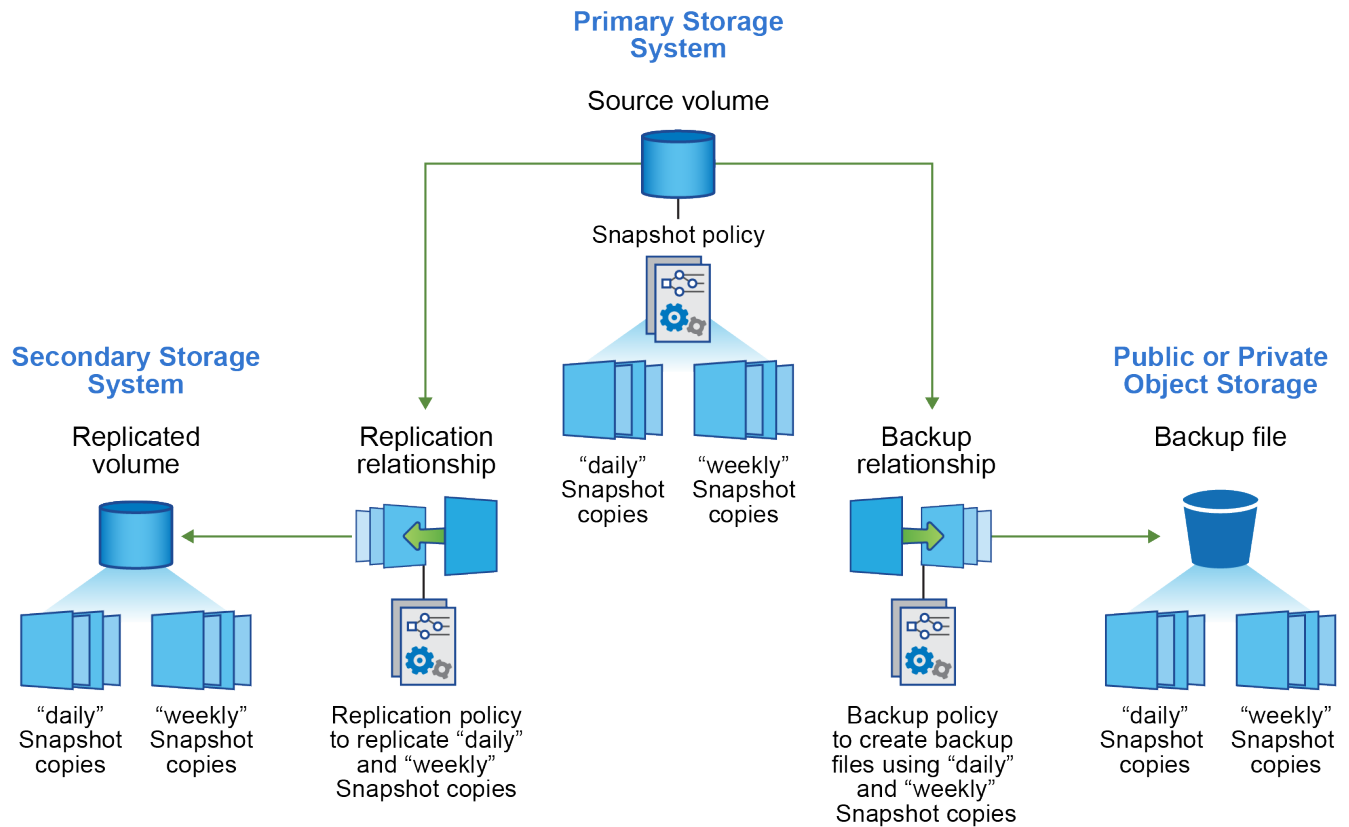 Primary Storage
System
Source volume
Snapshot policy
“daily”
Snapshot
copies
“weekly”
Snapshot
copies
Secondary Storage
System
Replicated
volume
“daily”
Snapshot
copies
“weekly”
Snapshot
copies
Replication
relationship
Replication policy
to replicate “daily”
and “weekly”
Snapshot copies
Backup
relationship
Backup policy
to create backup
files using “daily”
and “weekly”
Snapshot copies
Public or Private
Object Storage
Backup file
“daily”
Snapshot
copies
“weekly”
Snapshot
copies